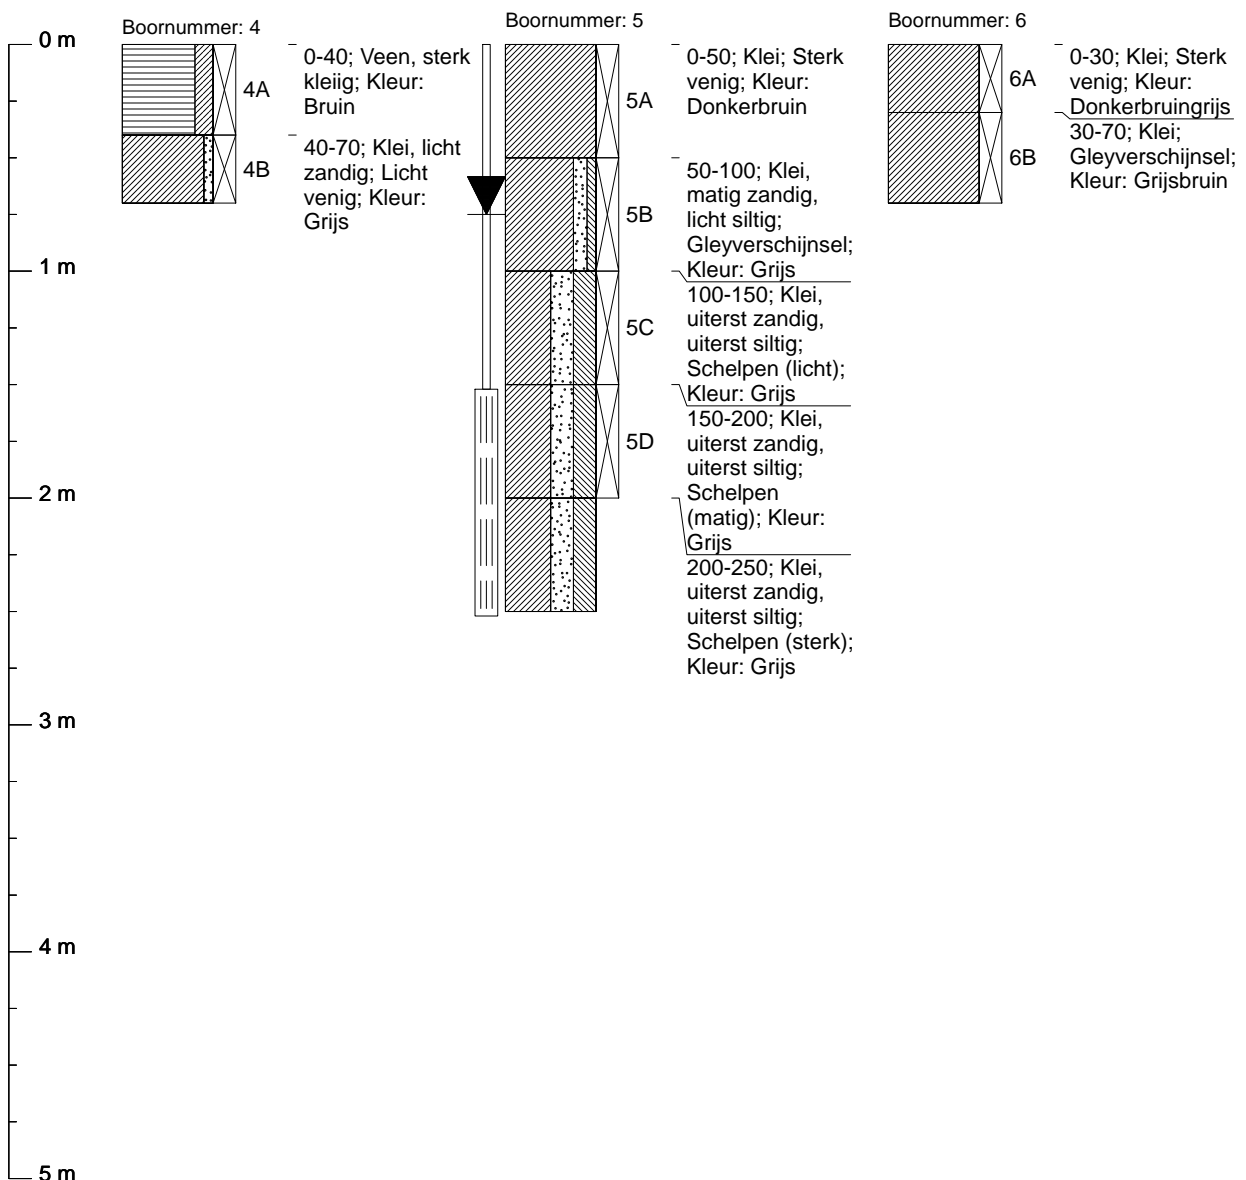 0 m
1 m
2 m
3 m
4 m
5 m
Boornummer: 4
4A
4B
0-40; Veen, sterk
kleiig; Kleur:
Bruin
40-70; Klei, licht
zandig; Licht
venig; Kleur:
Grijs
Boornummer: 5
5A
5B
5C
5D
0-50; Klei; Sterk
venig; Kleur:
Donkerbruin
50-100; Klei,
matig zandig,
licht siltig;
Gleyverschijnsel;
Kleur: Grijs
100-150; Klei,
uiterst zandig,
uiterst siltig;
Schelpen (licht);
Kleur: Grijs
150-200; Klei,
uiterst zandig,
uiterst siltig;
Schelpen
(matig); Kleur:
Grijs
200-250; Klei,
uiterst zandig,
uiterst siltig;
Schelpen (sterk);
Kleur: Grijs
Boornummer: 6
6A
6B
0-30; Klei; Sterk
venig; Kleur:
Donkerbruingrijs
30-70; Klei;
Gleyverschijnsel;
Kleur: Grijsbruin